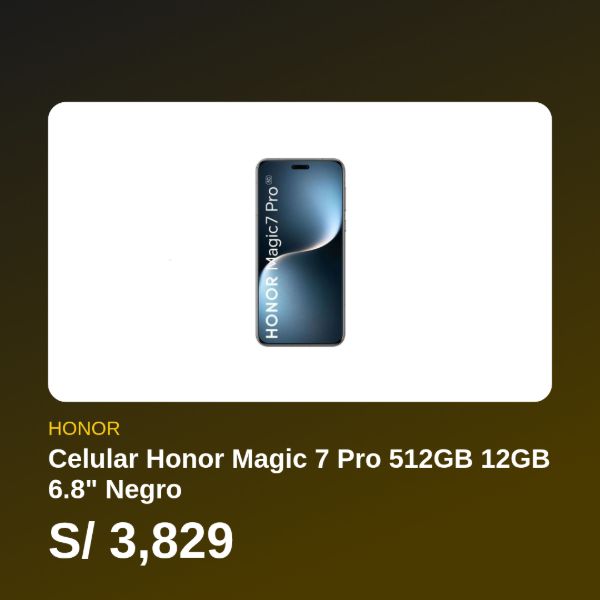 HONOR Magic7 Pro
HONOR
Celular Honor Magic 7 Pro 512GB 12GB
6.8" Negro
S/ 3,829